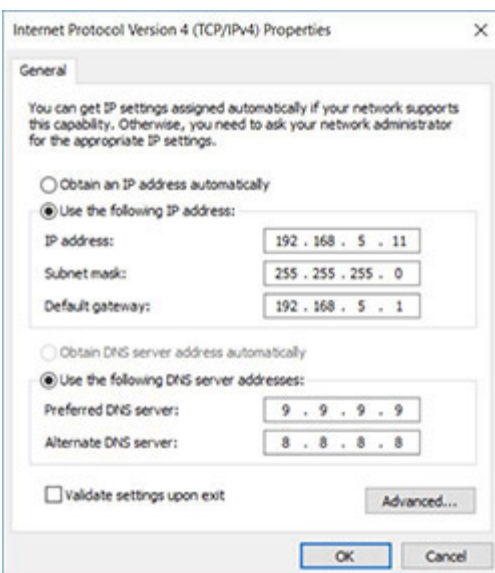 Internet Protocol Version 4 (TCP/IPv4) Properties
General
You can get IP settings assigned automatically if your network supports
this capability. Otherwise, you need to ask your network administrator
for the appropriate IP settings.
Obtain an IP address automatically
Use the following IP address:
IP address: 192 . 168 . 5 . 11
Subnet mask: 255 . 255 . 255 . 0
Default gateway: 192 . 168 . 5 . 1
Obtain DNS server address automatically
Use the following DNS server addresses:
Preferred DNS server: 9 . 9 . 9 . 9
Alternate DNS server: 8 . 8 . 8 . 8
Validate settings upon exit
Advanced...
OK Cancel